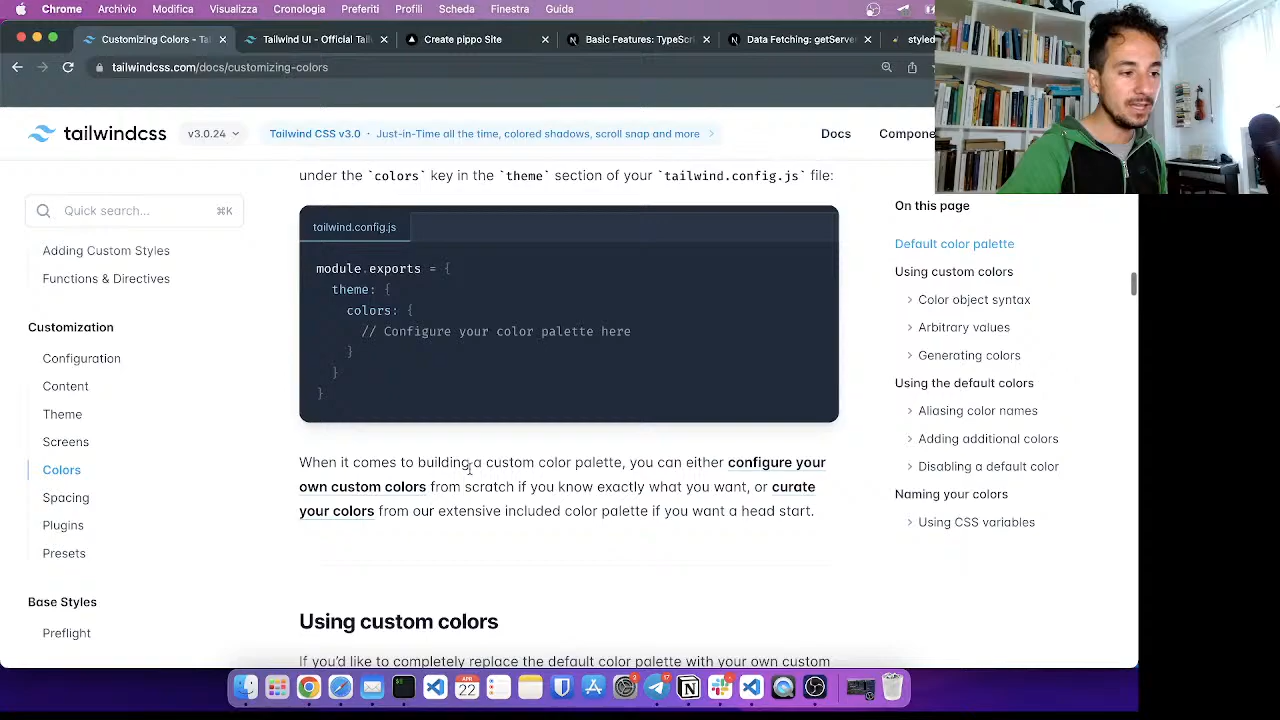 Chrome Archivio Modifica Visualizza Cronologia Preferiti Profili Scheda Finestra Guida
Customizing Colors - Tai
Tailwind UI - Official Tailw
Create pippo Site
Basic Features: TypeScri
Data Fetching: getServer
styled
tailwindcss.com/docs/customizing-colors
tailwindcss
v3.0.24
Tailwind CSS v3.0 · Just-in-Time all the time, colored shadows, scroll snap and more
Docs
Compone
Quick search...
⌘K
Adding Custom Styles
Functions & Directives
Customization
Configuration
Content
Theme
Screens
Colors
Spacing
Plugins
Presets
Base Styles
Preflight
under the `colors` key in the `theme` section of your `tailwind.config.js` file:
tailwind.config.js
module.exports = {
theme: {
colors: {
// Configure your color palette here
}
}
}
When it comes to building a custom color palette, you can either configure your
own custom colors from scratch if you know exactly what you want, or curate
your colors from our extensive included color palette if you want a head start.
Using custom colors
If you'd like to completely replace the default color palette with your own custom
On this page
Default color palette
Using custom colors
Color object syntax
Arbitrary values
Generating colors
Using the default colors
Aliasing color names
Adding additional colors
Disabling a default color
Naming your colors
Using CSS variables
APR
22
2
17
14